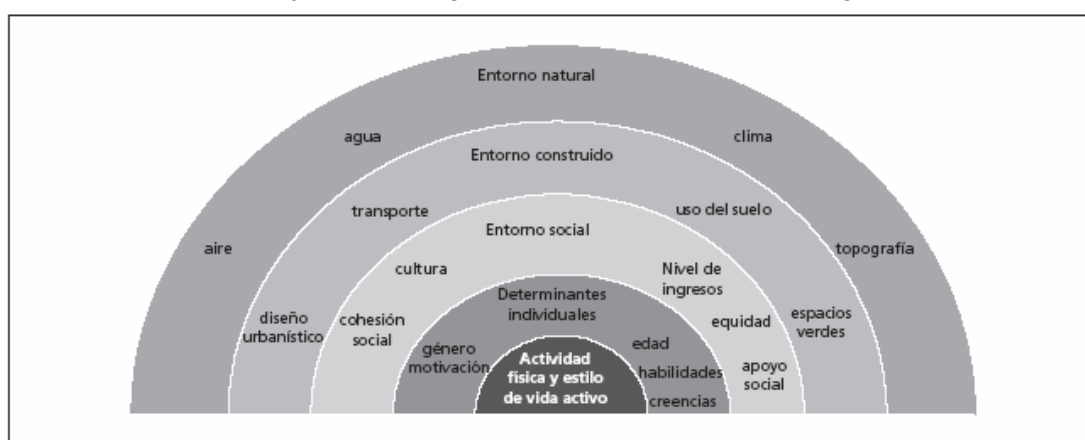 Entorno natural
agua
clima
Entorno construido
transporte
uso del suelo
Entorno social
aire
topografía
cultura
Nivel de
ingresos
Determinantes
individuales
diseño
urbanístico
cohesión
social
equidad
espacios
verdes
género
motivación
edad
habilidades
creencias
apoyo
social
Actividad
física y estilo
de vida activo